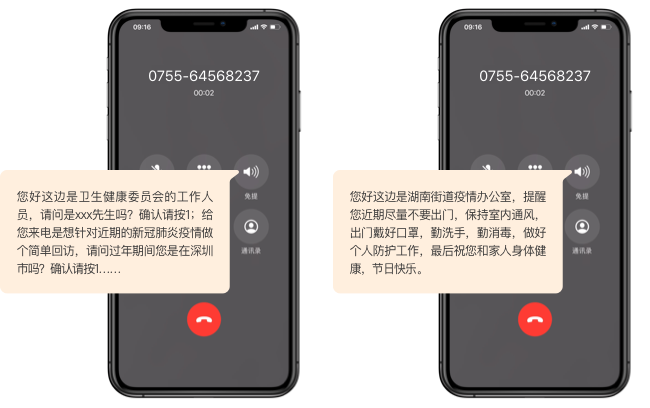 09:16
0755-64568237
00:02
免提
您好这边是卫生健康委员会的工作人
员，请问是xxx先生吗？确认请按1；给
您来电是想针对近期的新冠肺炎疫情做
个简单回访，请问过年期间您是在深圳
市吗？确认请按1……
通讯录
09:16
0755-64568237
00:02
免提
您好这边是湖南街道疫情办公室，提醒
您近期尽量不要出门，保持室内通风，
出门戴好口罩，勤洗手，勤消毒，做好
个人防护工作，最后祝您和家人身体健
康，节日快乐。
通讯录